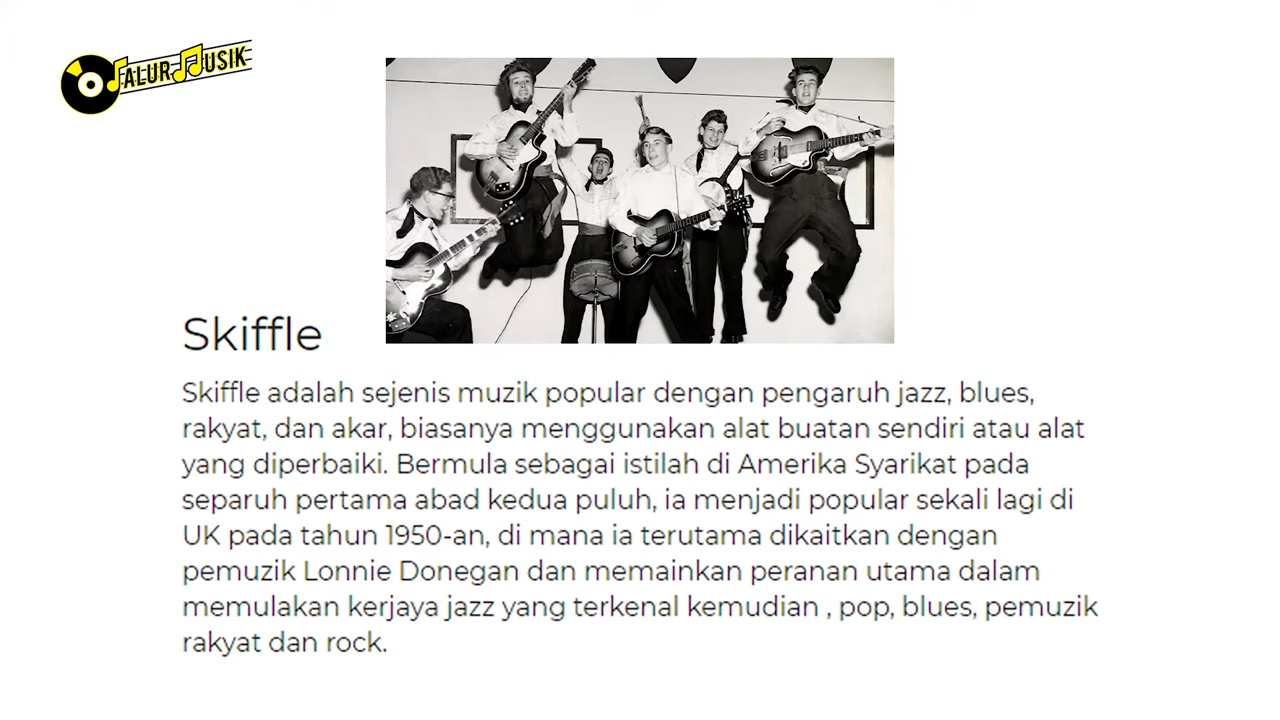 JALUR MUSIK
Skiffle
Skiffle adalah sejenis muzik popular dengan pengaruh jazz, blues,
rakyat, dan akar, biasanya menggunakan alat buatan sendiri atau alat
yang diperbaiki. Bermula sebagai istilah di Amerika Syarikat pada
separuh pertama abad kedua puluh, ia menjadi popular sekali lagi di
UK pada tahun 1950-an, di mana ia terutama dikaitkan dengan
pemuzik Lonnie Donegan dan memainkan peranan utama dalam
memulakan kerjaya jazz yang terkenal kemudian , pop, blues, pemuzik
rakyat dan rock.